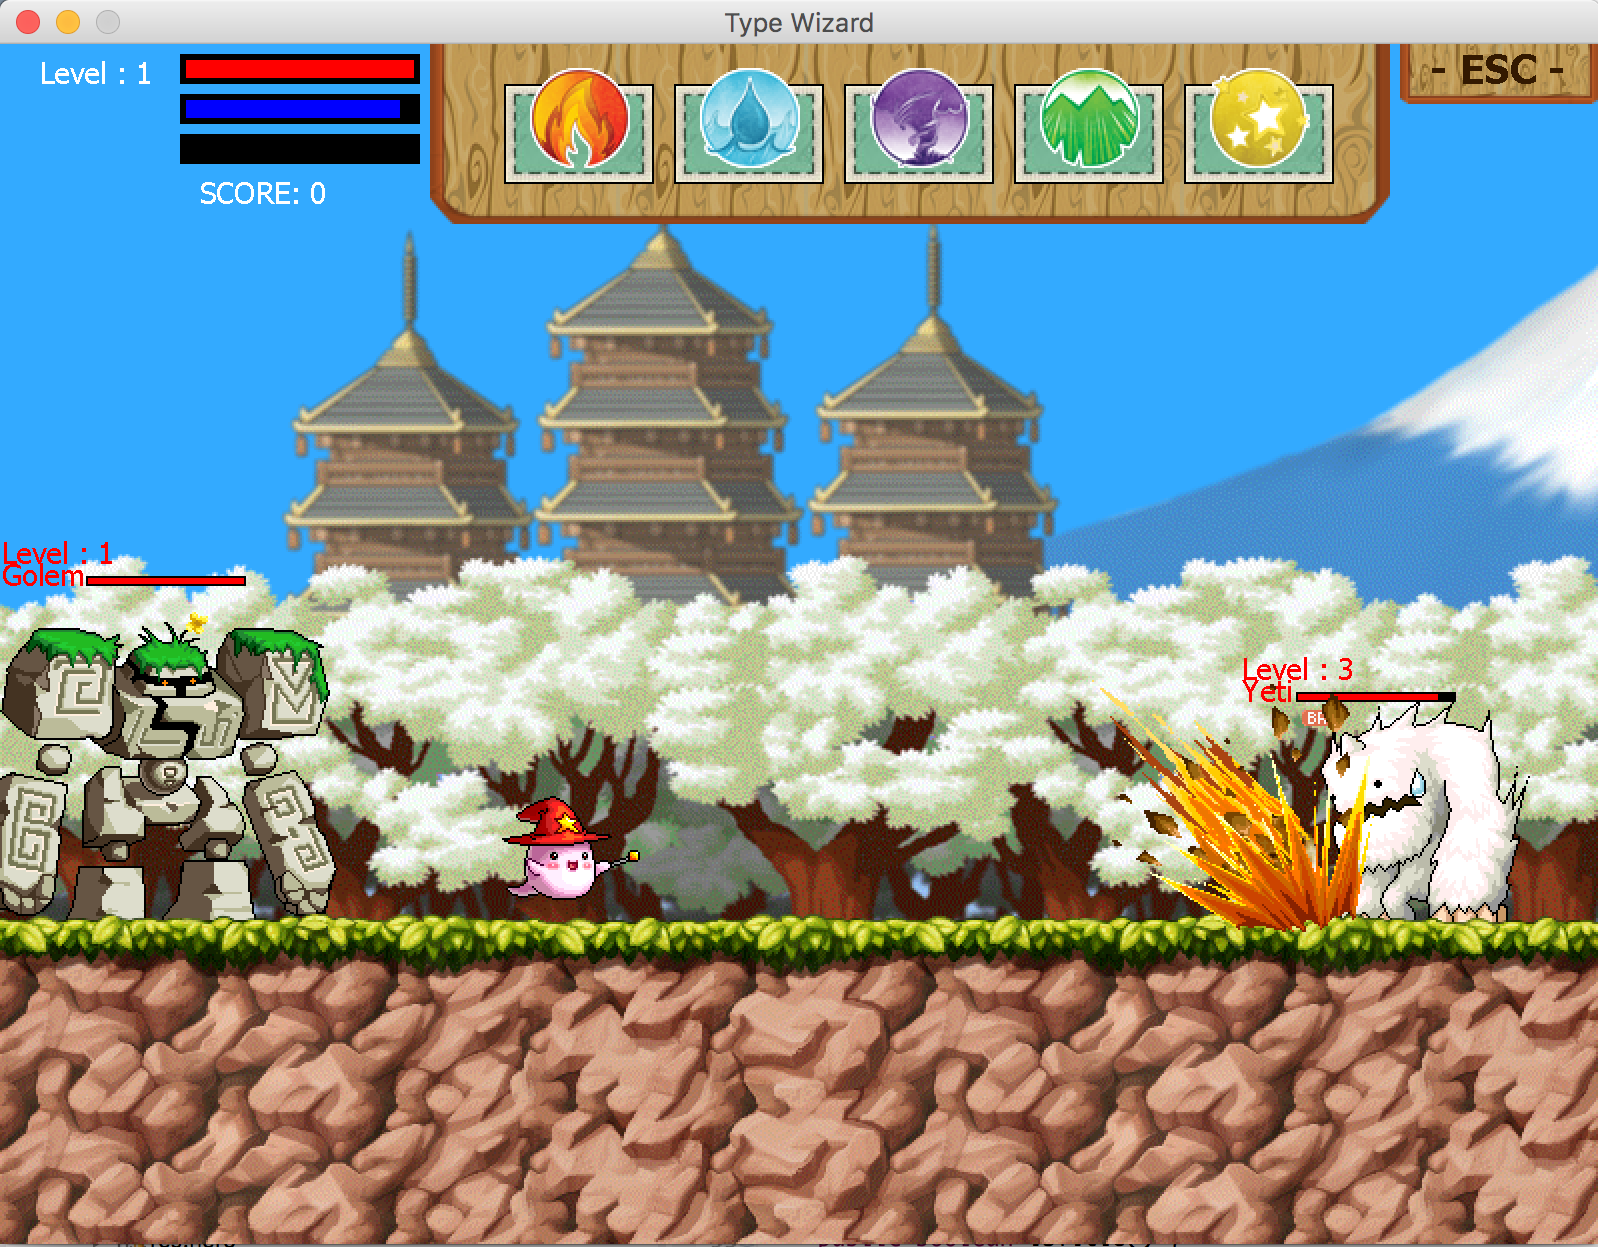 Type Wizard
Level : 1
- ESC -
SCORE: 0
Level : 1
Golem
Level : 3
Yeti